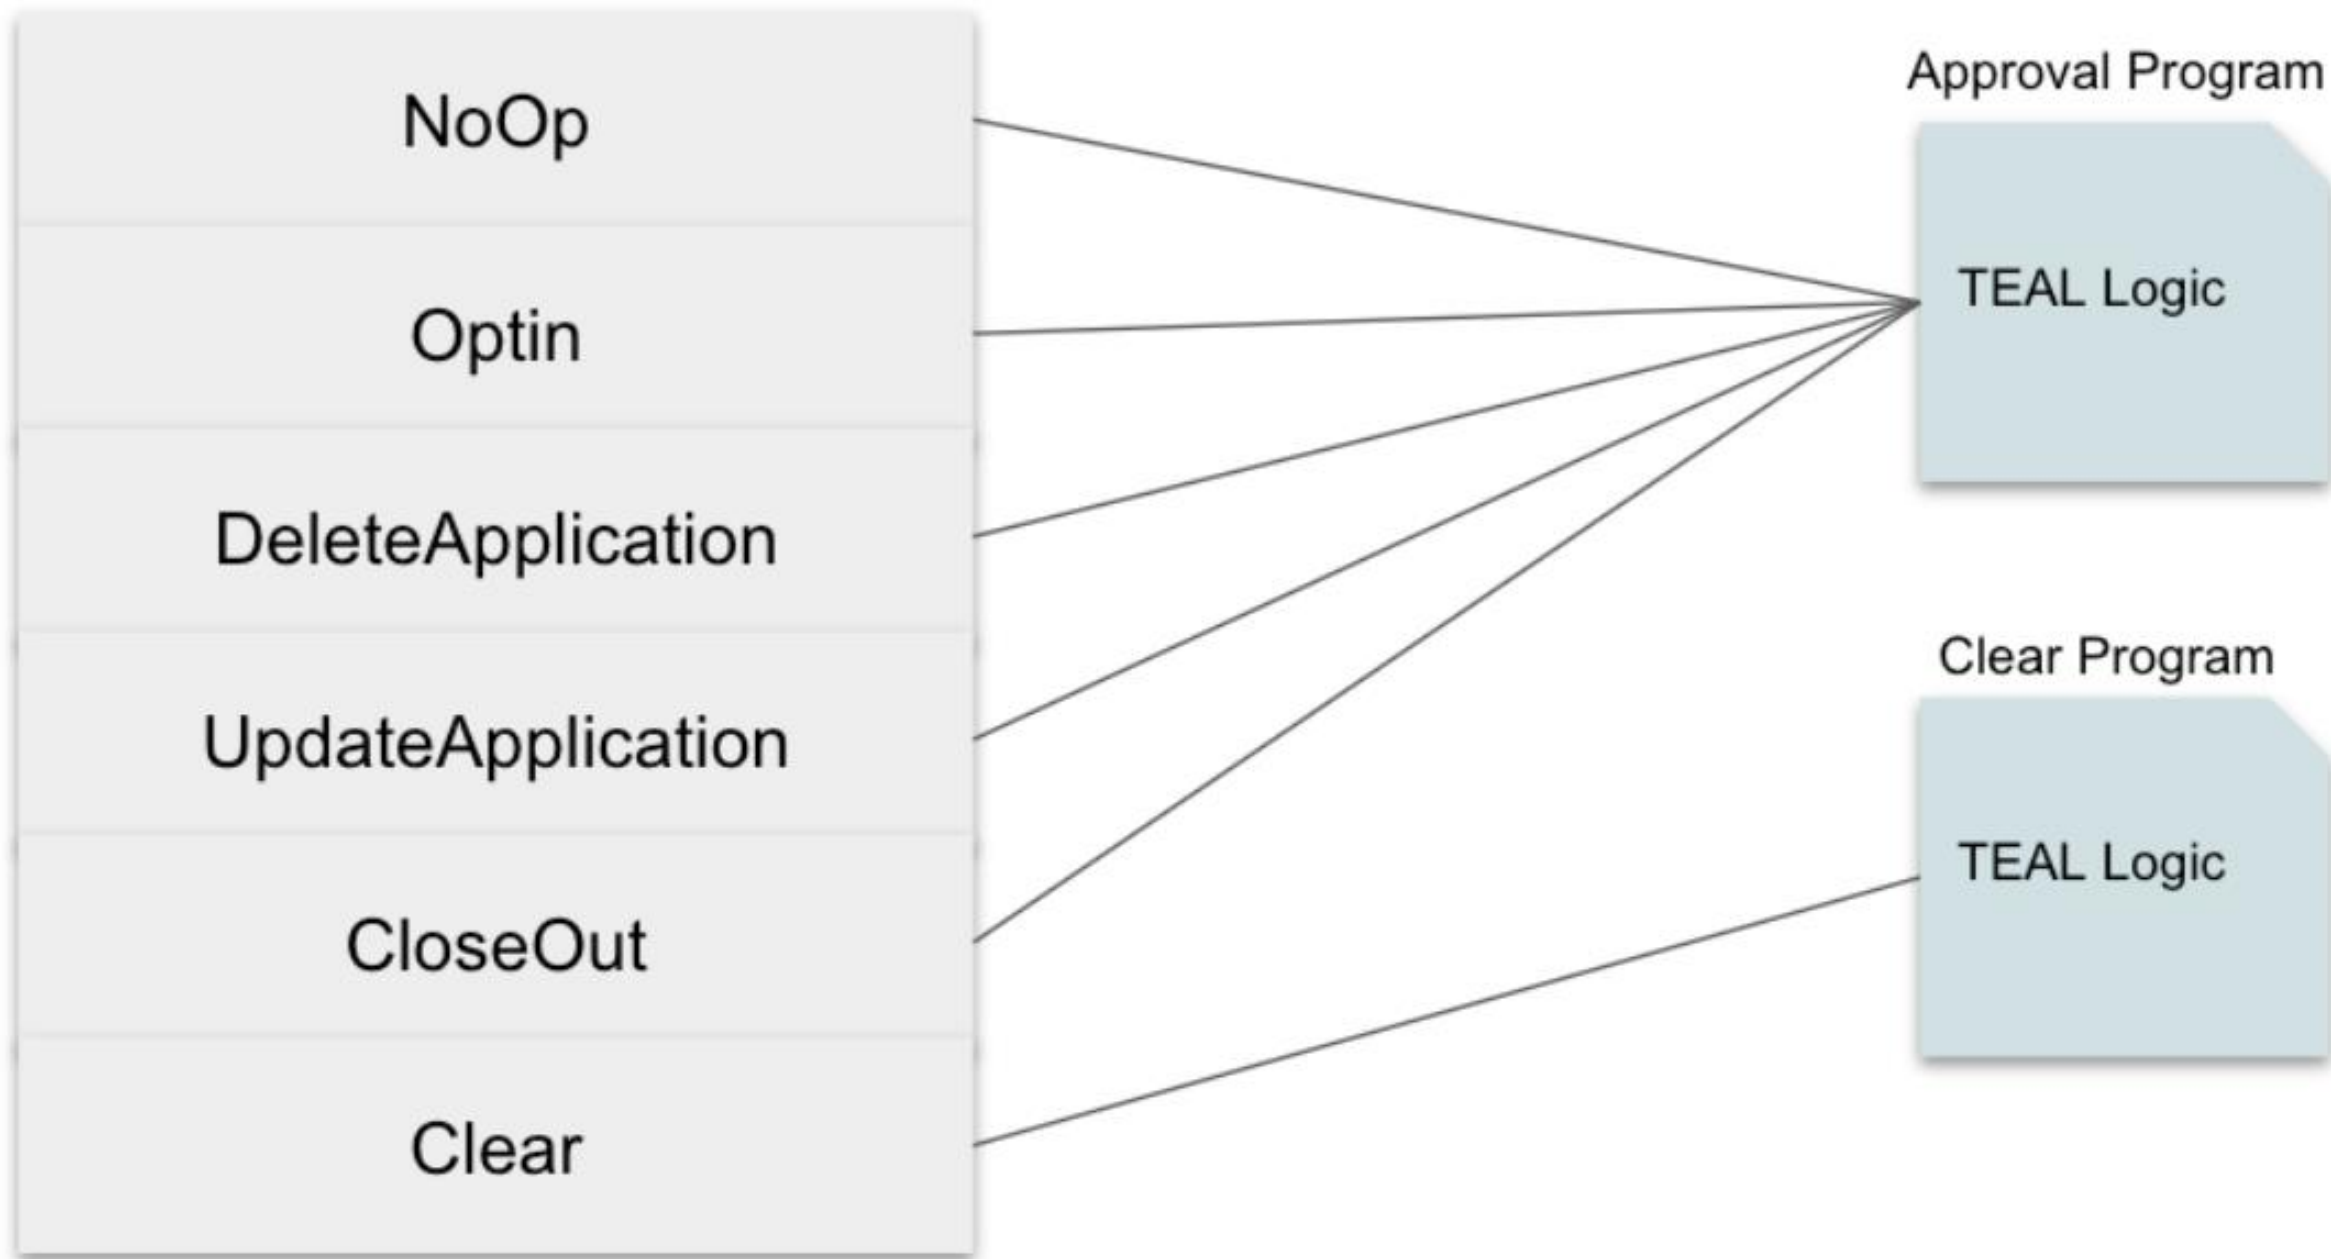 NoOp
Optin
DeleteApplication
UpdateApplication
CloseOut
Clear
Approval Program
TEAL Logic
Clear Program
TEAL Logic